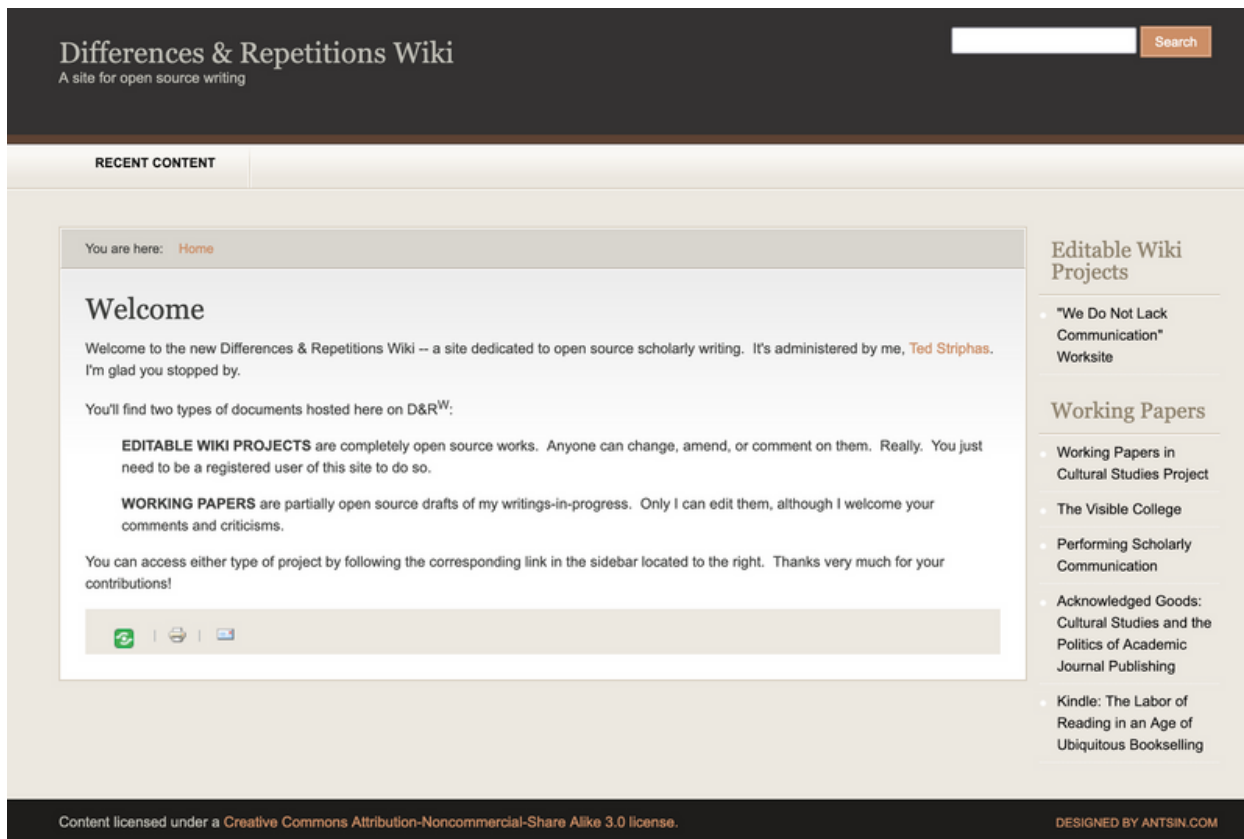 Differences & Repetitions Wiki
A site for open source writing
Search
RECENT CONTENT
You are here: Home
Welcome
Welcome to the new Differences & Repetitions Wiki -- a site dedicated to open source scholarly writing. It's administered by me, Ted Striphas.
I'm glad you stopped by.
You'll find two types of documents hosted here on D&RW:
EDITABLE WIKI PROJECTS are completely open source works. Anyone can change, amend, or comment on them. Really. You just
need to be a registered user of this site to do so.
WORKING PAPERS are partially open source drafts of my writings-in-progress. Only I can edit them, although I welcome your
comments and criticisms.
You can access either type of project by following the corresponding link in the sidebar located to the right. Thanks very much for your
contributions!
Editable Wiki
Projects
"We Do Not Lack
Communication"
Worksite
Working Papers
Working Papers in
Cultural Studies Project
The Visible College
Performing Scholarly
Communication
Acknowledged Goods:
Cultural Studies and the
Politics of Academic
Journal Publishing
Kindle: The Labor of
Reading in an Age of
Ubiquitous Bookselling
Content licensed under a Creative Commons Attribution-Noncommercial-Share Alike 3.0 license.
DESIGNED BY ANTSIN.COM